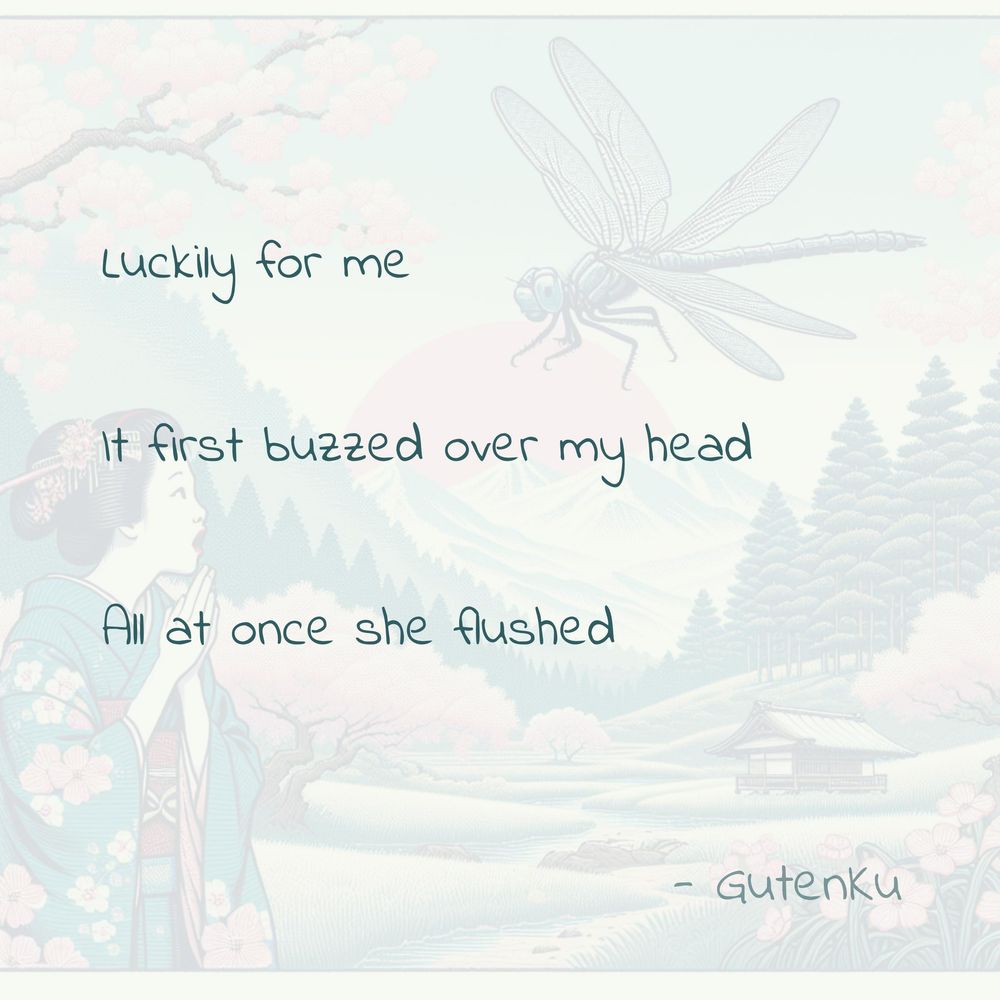 Luckily for me
It first buzzed over my head
All at once she flushed
- GutenKu